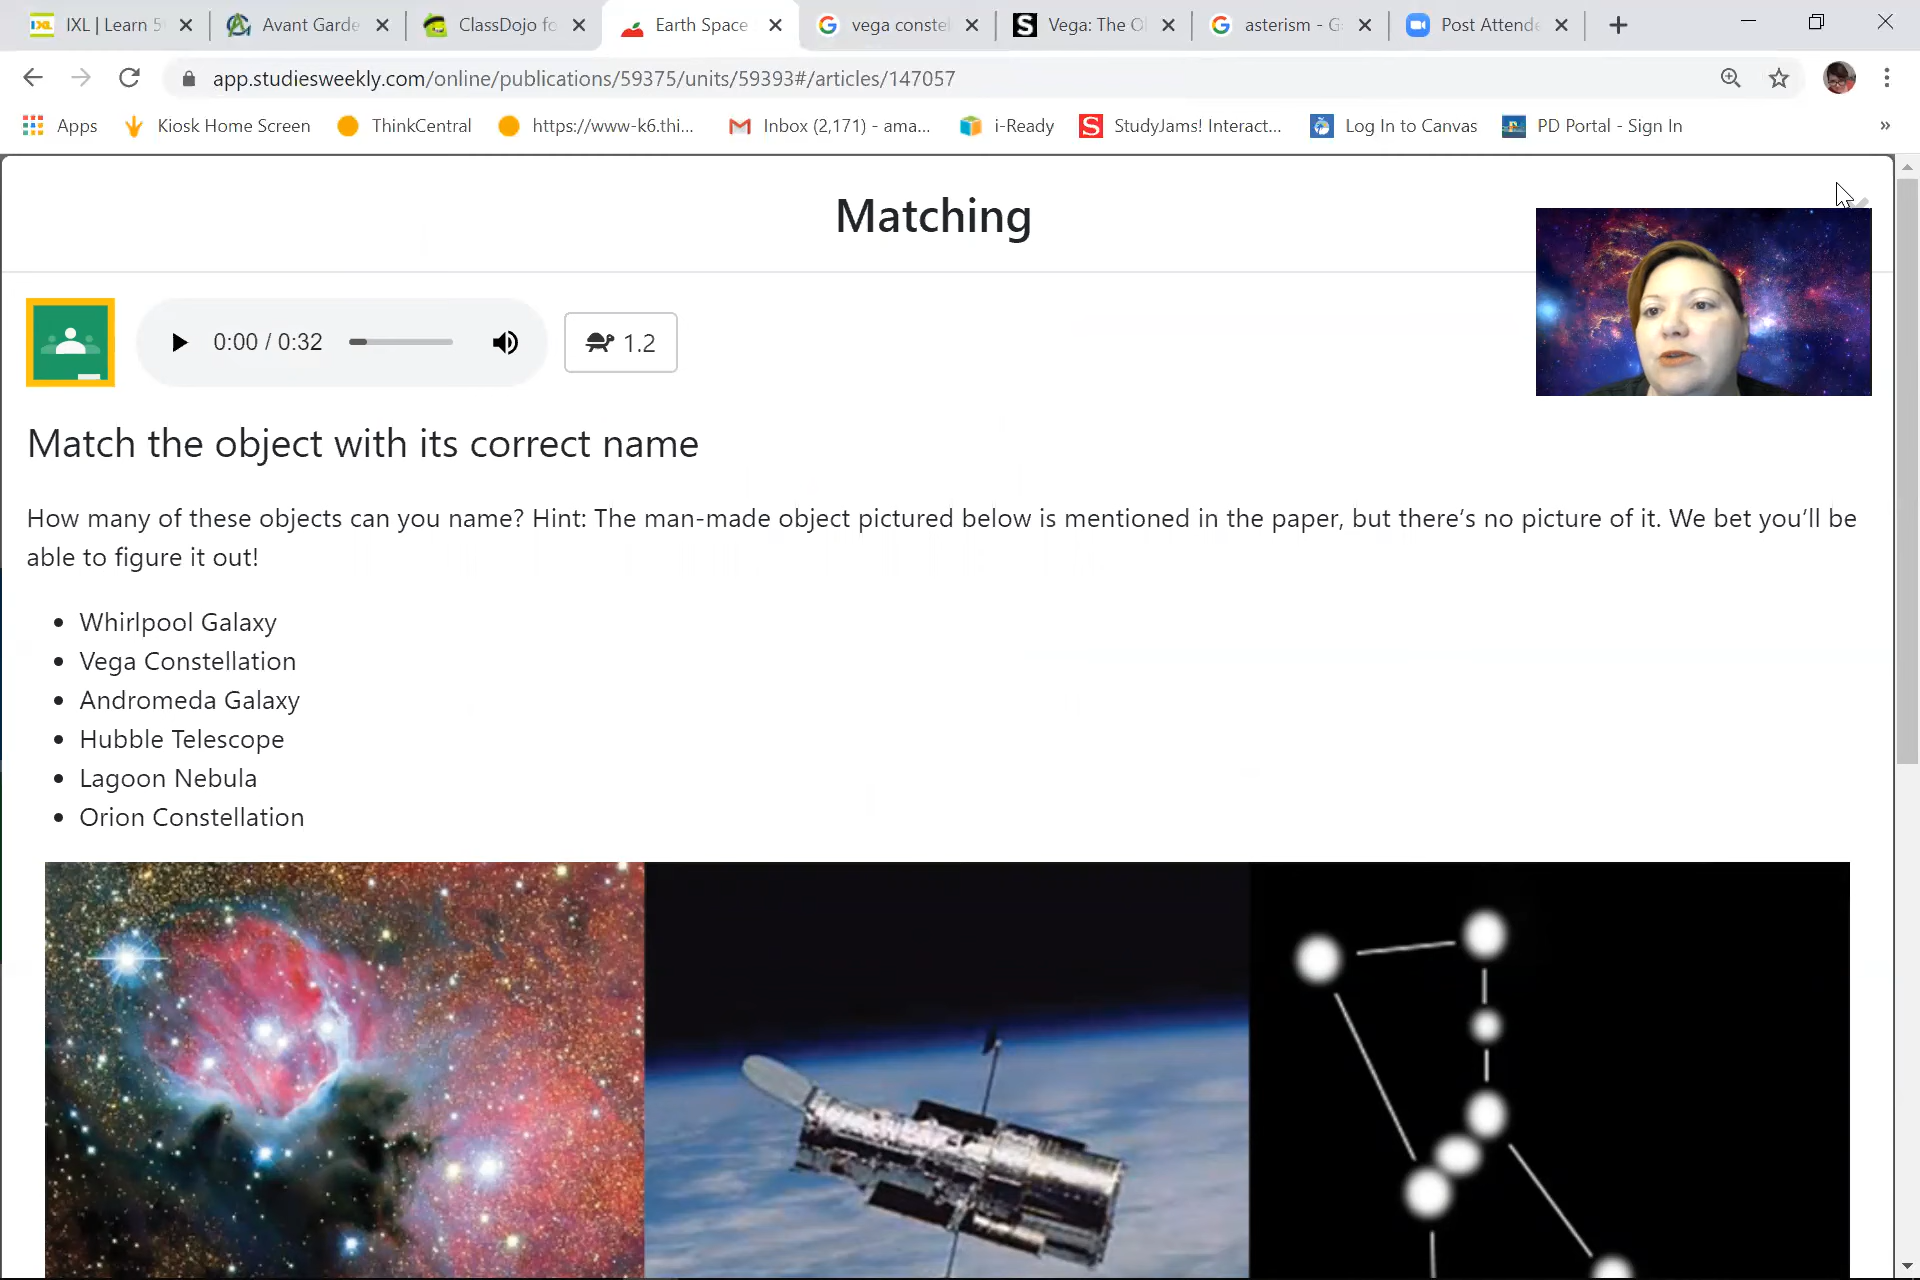 IXL | Learn 5
Avant Garde
ClassDojo fo
Earth Space
vega constel
Vega: The O
asterism - G
Post Attende
app.studiesweekly.com/online/publications/59375/units/59393#/articles/147057
Apps
Kiosk Home Screen
ThinkCentral
https://www-k6.thi...
Inbox (2,171) - ama...
i-Ready
StudyJams! Interact...
Log In to Canvas
PD Portal - Sign In
»
Matching
0:00 / 0:32
1.2
Match the object with its correct name
How many of these objects can you name? Hint: The man-made object pictured below is mentioned in the paper, but there’s no picture of it. We bet you’ll be
able to figure it out!
• Whirlpool Galaxy
• Vega Constellation
• Andromeda Galaxy
• Hubble Telescope
• Lagoon Nebula
• Orion Constellation